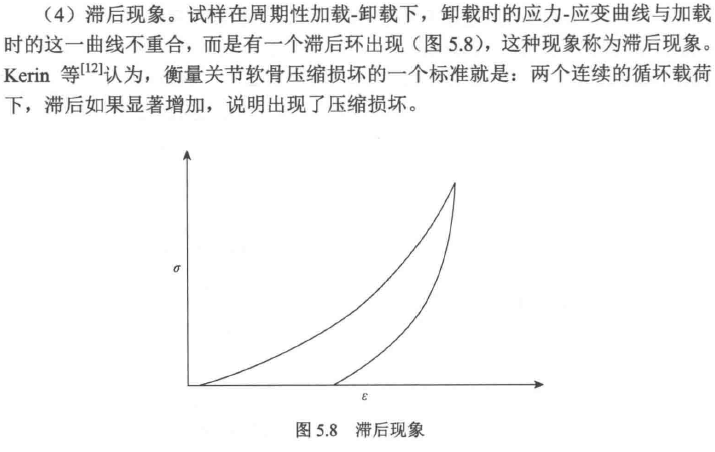 （4）滞后现象。试样在周期性加载-卸载下，卸载时的应力-应变曲线与加载
时的这一曲线不重合，而是有一个滞后环出现（图5.8），这种现象称为滞后现象。
Kerin 等[12]认为，衡量关节软骨压缩损坏的一个标准就是：两个连续的循环载荷
下，滞后如果显著增加，说明出现了压缩损坏。
σ
ε
图 5.8 滞后现象